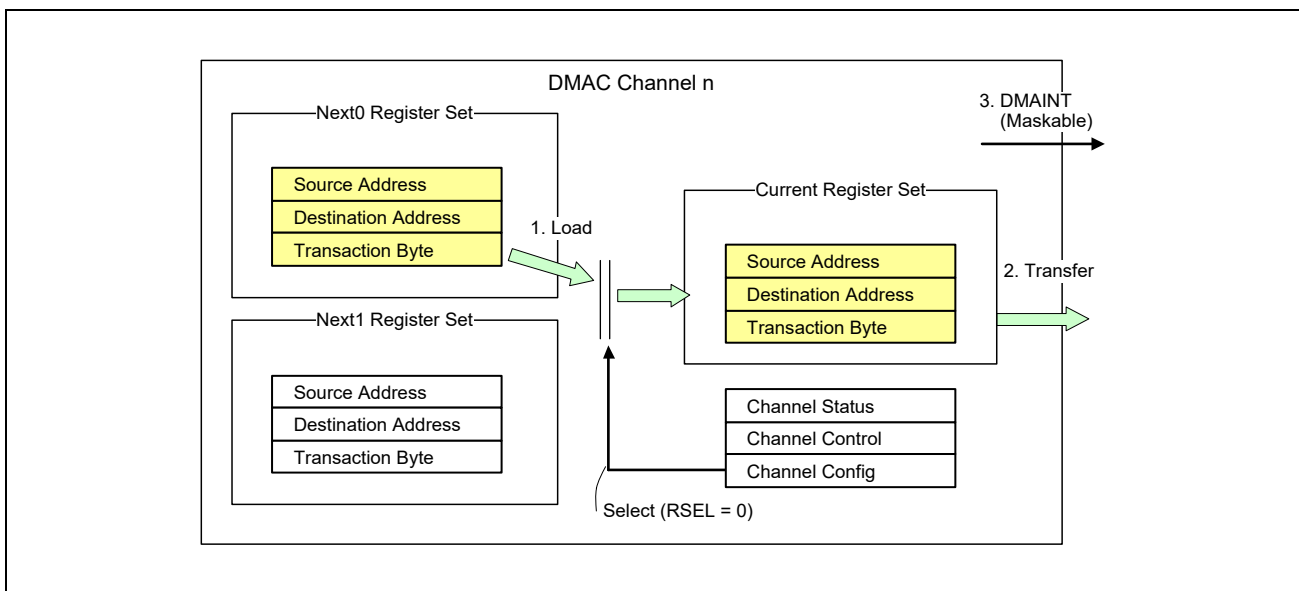 DMAC Channel n
Next0 Register Set
Source Address
Destination Address
Transaction Byte
1. Load
Next1 Register Set
Source Address
Destination Address
Transaction Byte
3. DMAINT
(Maskable)
Current Register Set
Source Address
Destination Address
Transaction Byte
2. Transfer
Channel Status
Channel Control
Channel Config
Select (RSEL = 0)